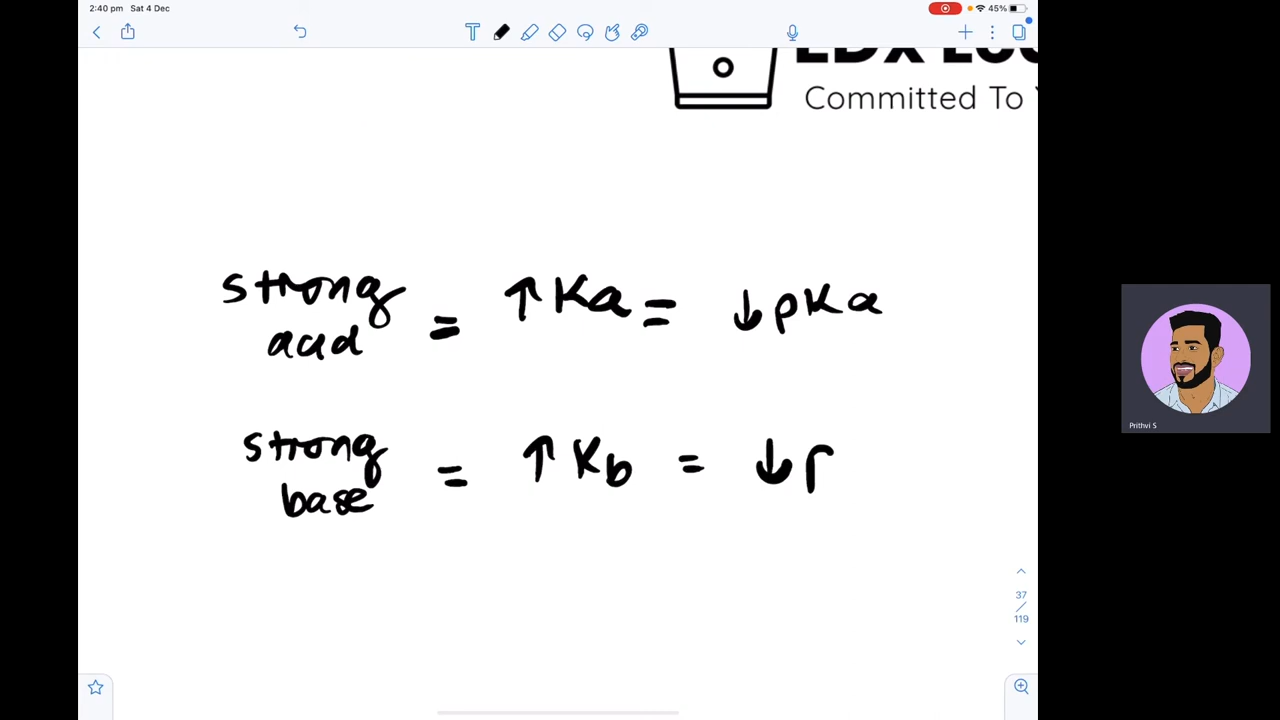 2:40 pm Sat 4 Dec
45%
T
Committed To
strong
acid = ↑ Ka = ↓ pKa
strong
base = ↑ Kb = ↓ p
Prithvi S
37
/
119